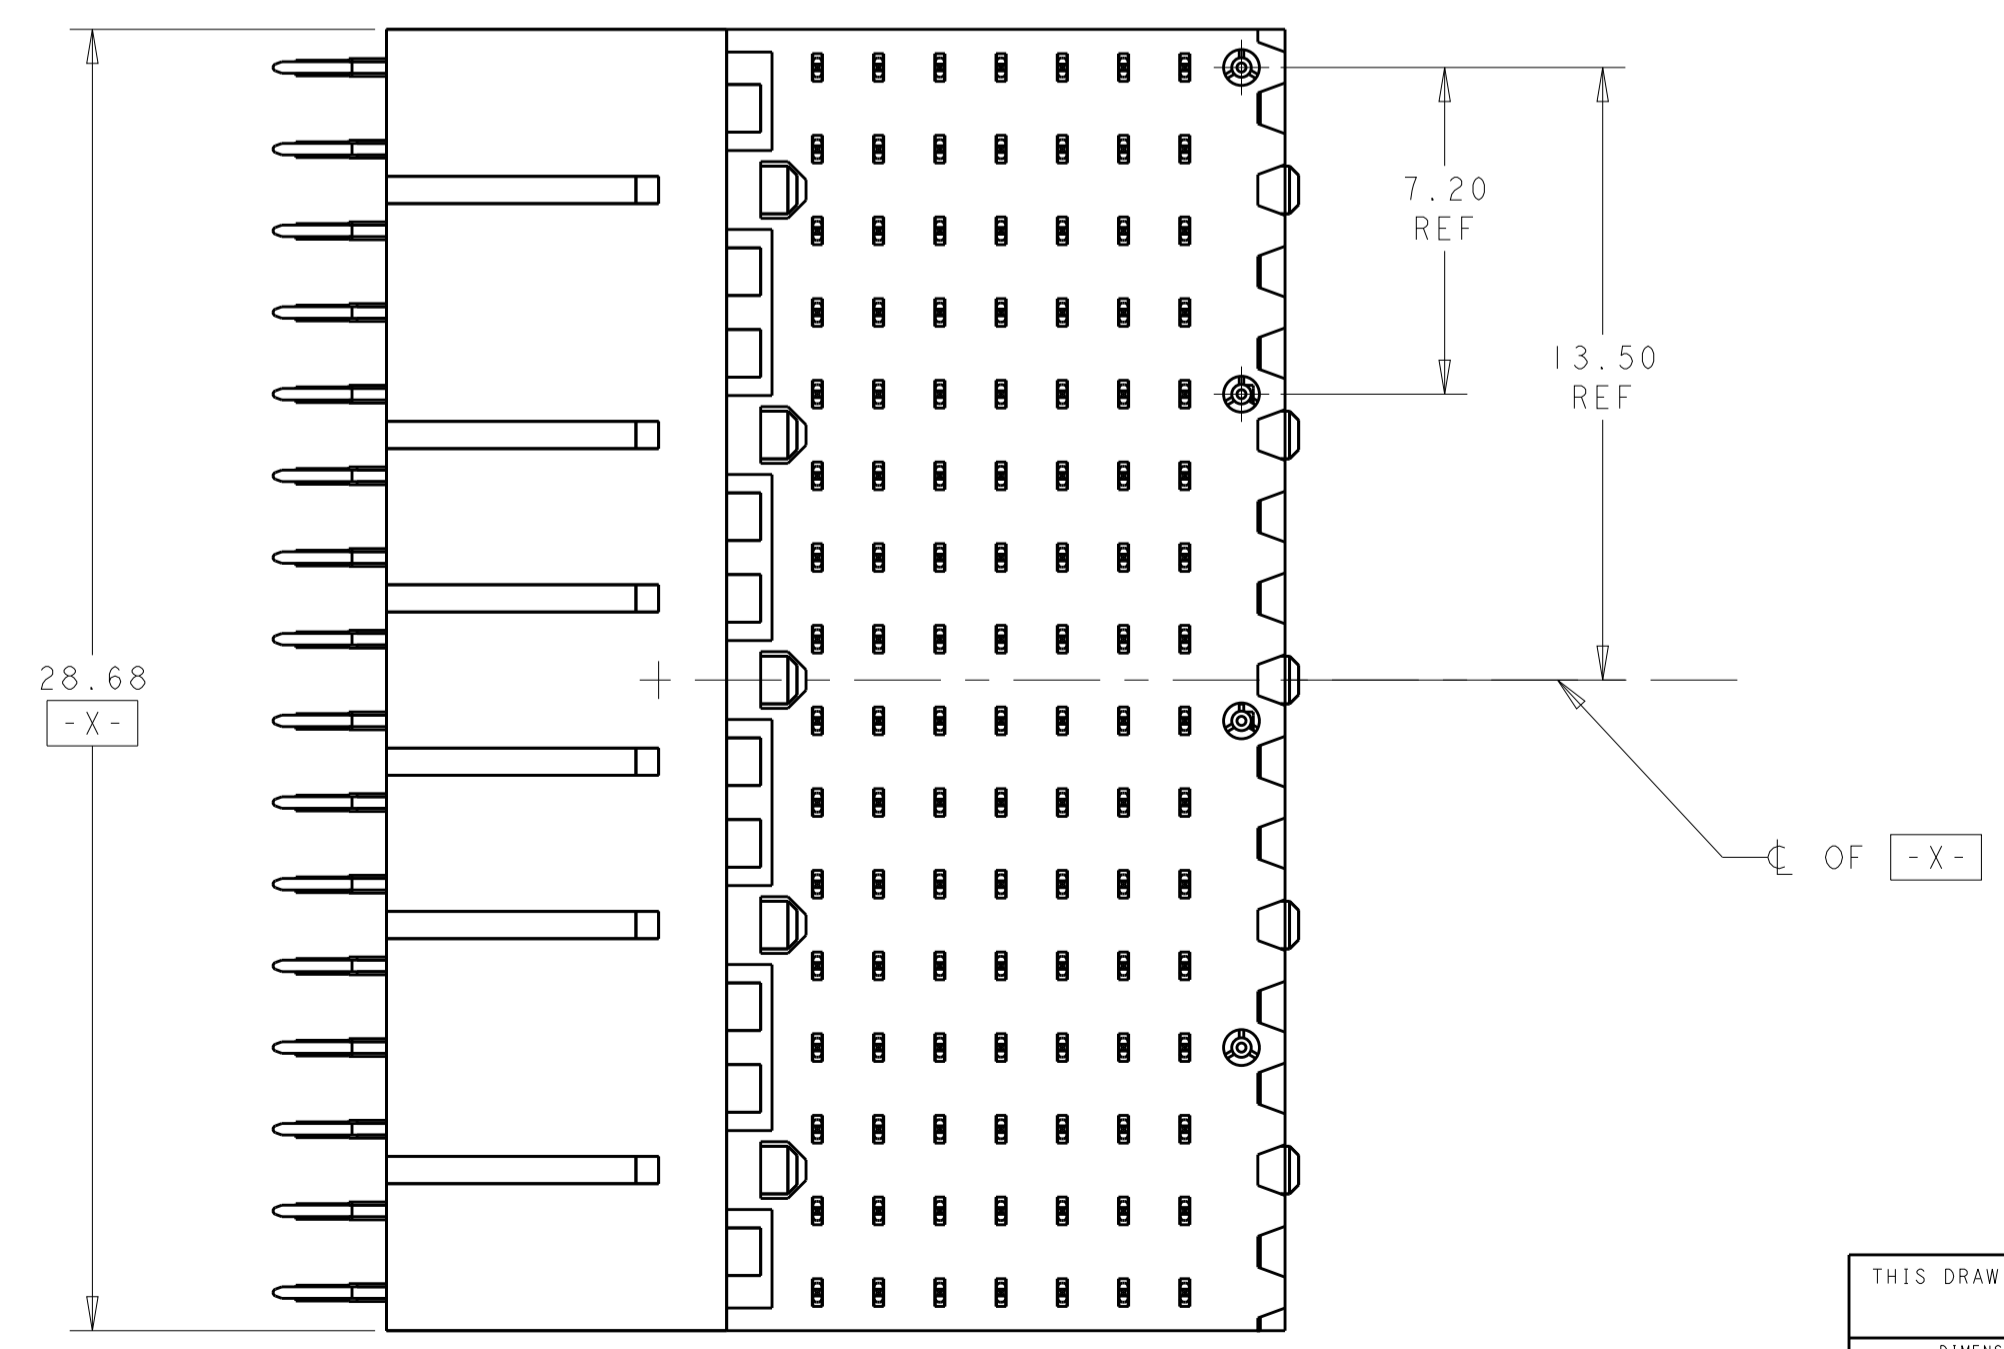 7.20
REF
13.50
REF
28.68
-X-
℄ OF -X-
THIS DRAW